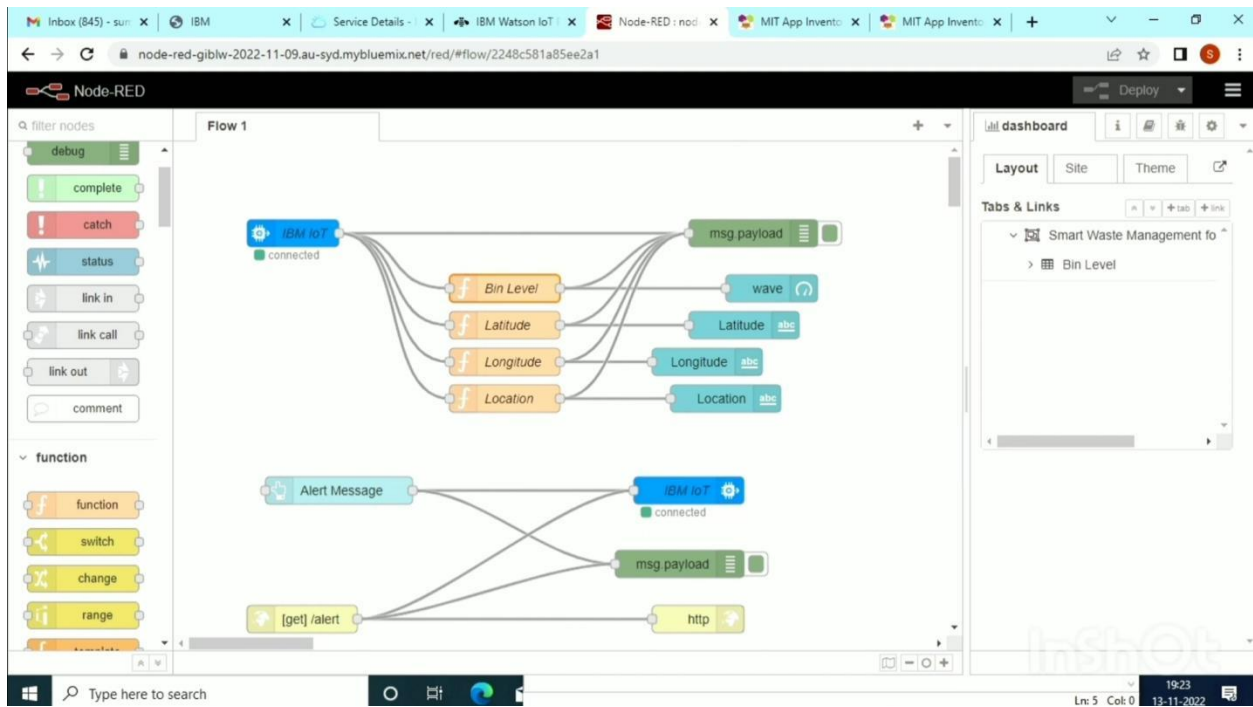 Inbox (845) - sun
IBM
Service Details -
IBM Watson IoT
Node-RED : nod
MIT App Invento
MIT App Invento
node-red-giblw-2022-11-09.au-syd.mybluemix.net/red/#flow/2248c581a85ee2a1
S
Node-RED
Deploy
filter nodes
Flow 1
dashboard
i
debug
complete
catch
status
link in
link call
link out
comment
function
function
switch
change
range
template
IBM IoT
connected
msg.payload
Bin Level
wave
Latitude
Latitude
abc
Longitude
Longitude
abc
Location
Location
abc
Alert Message
IBM IoT
connected
msg.payload
[get] /alert
http
Layout
Site
Theme
Tabs & Links
+ tab
+ link
Smart Waste Management fo
Bin Level
InShOt
Type here to search
Ln: 5 Col: 0
19:23
13-11-2022